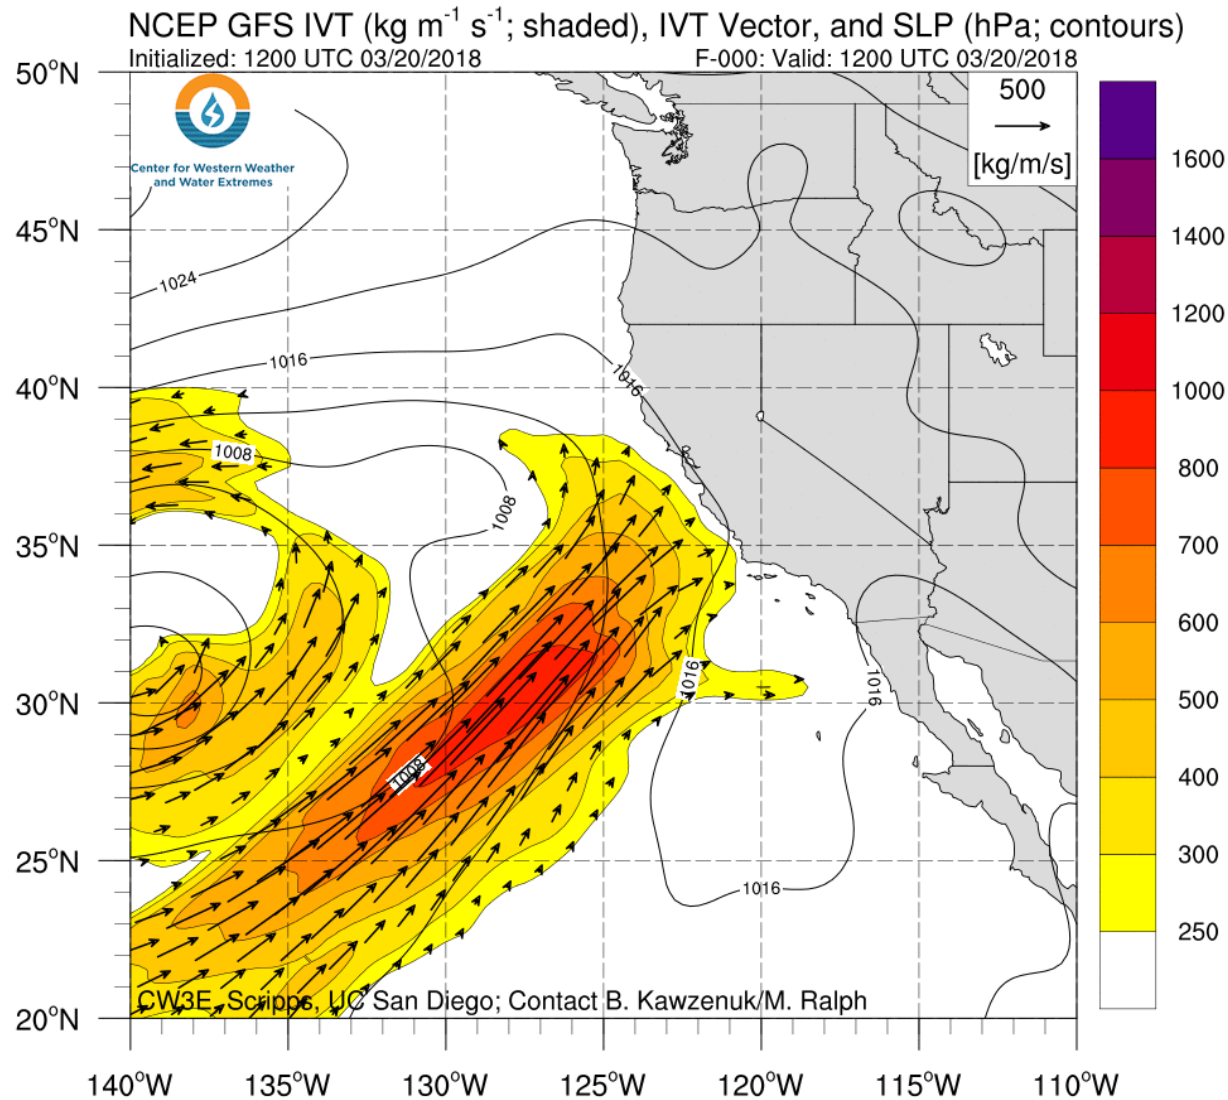 NCEP GFS IVT (kg m⁻¹ s⁻¹; shaded), IVT Vector, and SLP (hPa; contours)
Initialized: 1200 UTC 03/20/2018 F-000: Valid: 1200 UTC 03/20/2018
50°N
500
[kg/m/s]
Center for Western Weather
and Water Extremes
1600
45°N
1400
1024
1200
1016
1016
40°N
1000
1008
800
1008
35°N
700
600
1016
1016
30°N
500
1008
400
25°N
300
1016
250
CW3E, Scripps, UC San Diego; Contact B. Kawzenuk/M. Ralph
20°N
140°W 135°W 130°W 125°W 120°W 115°W 110°W